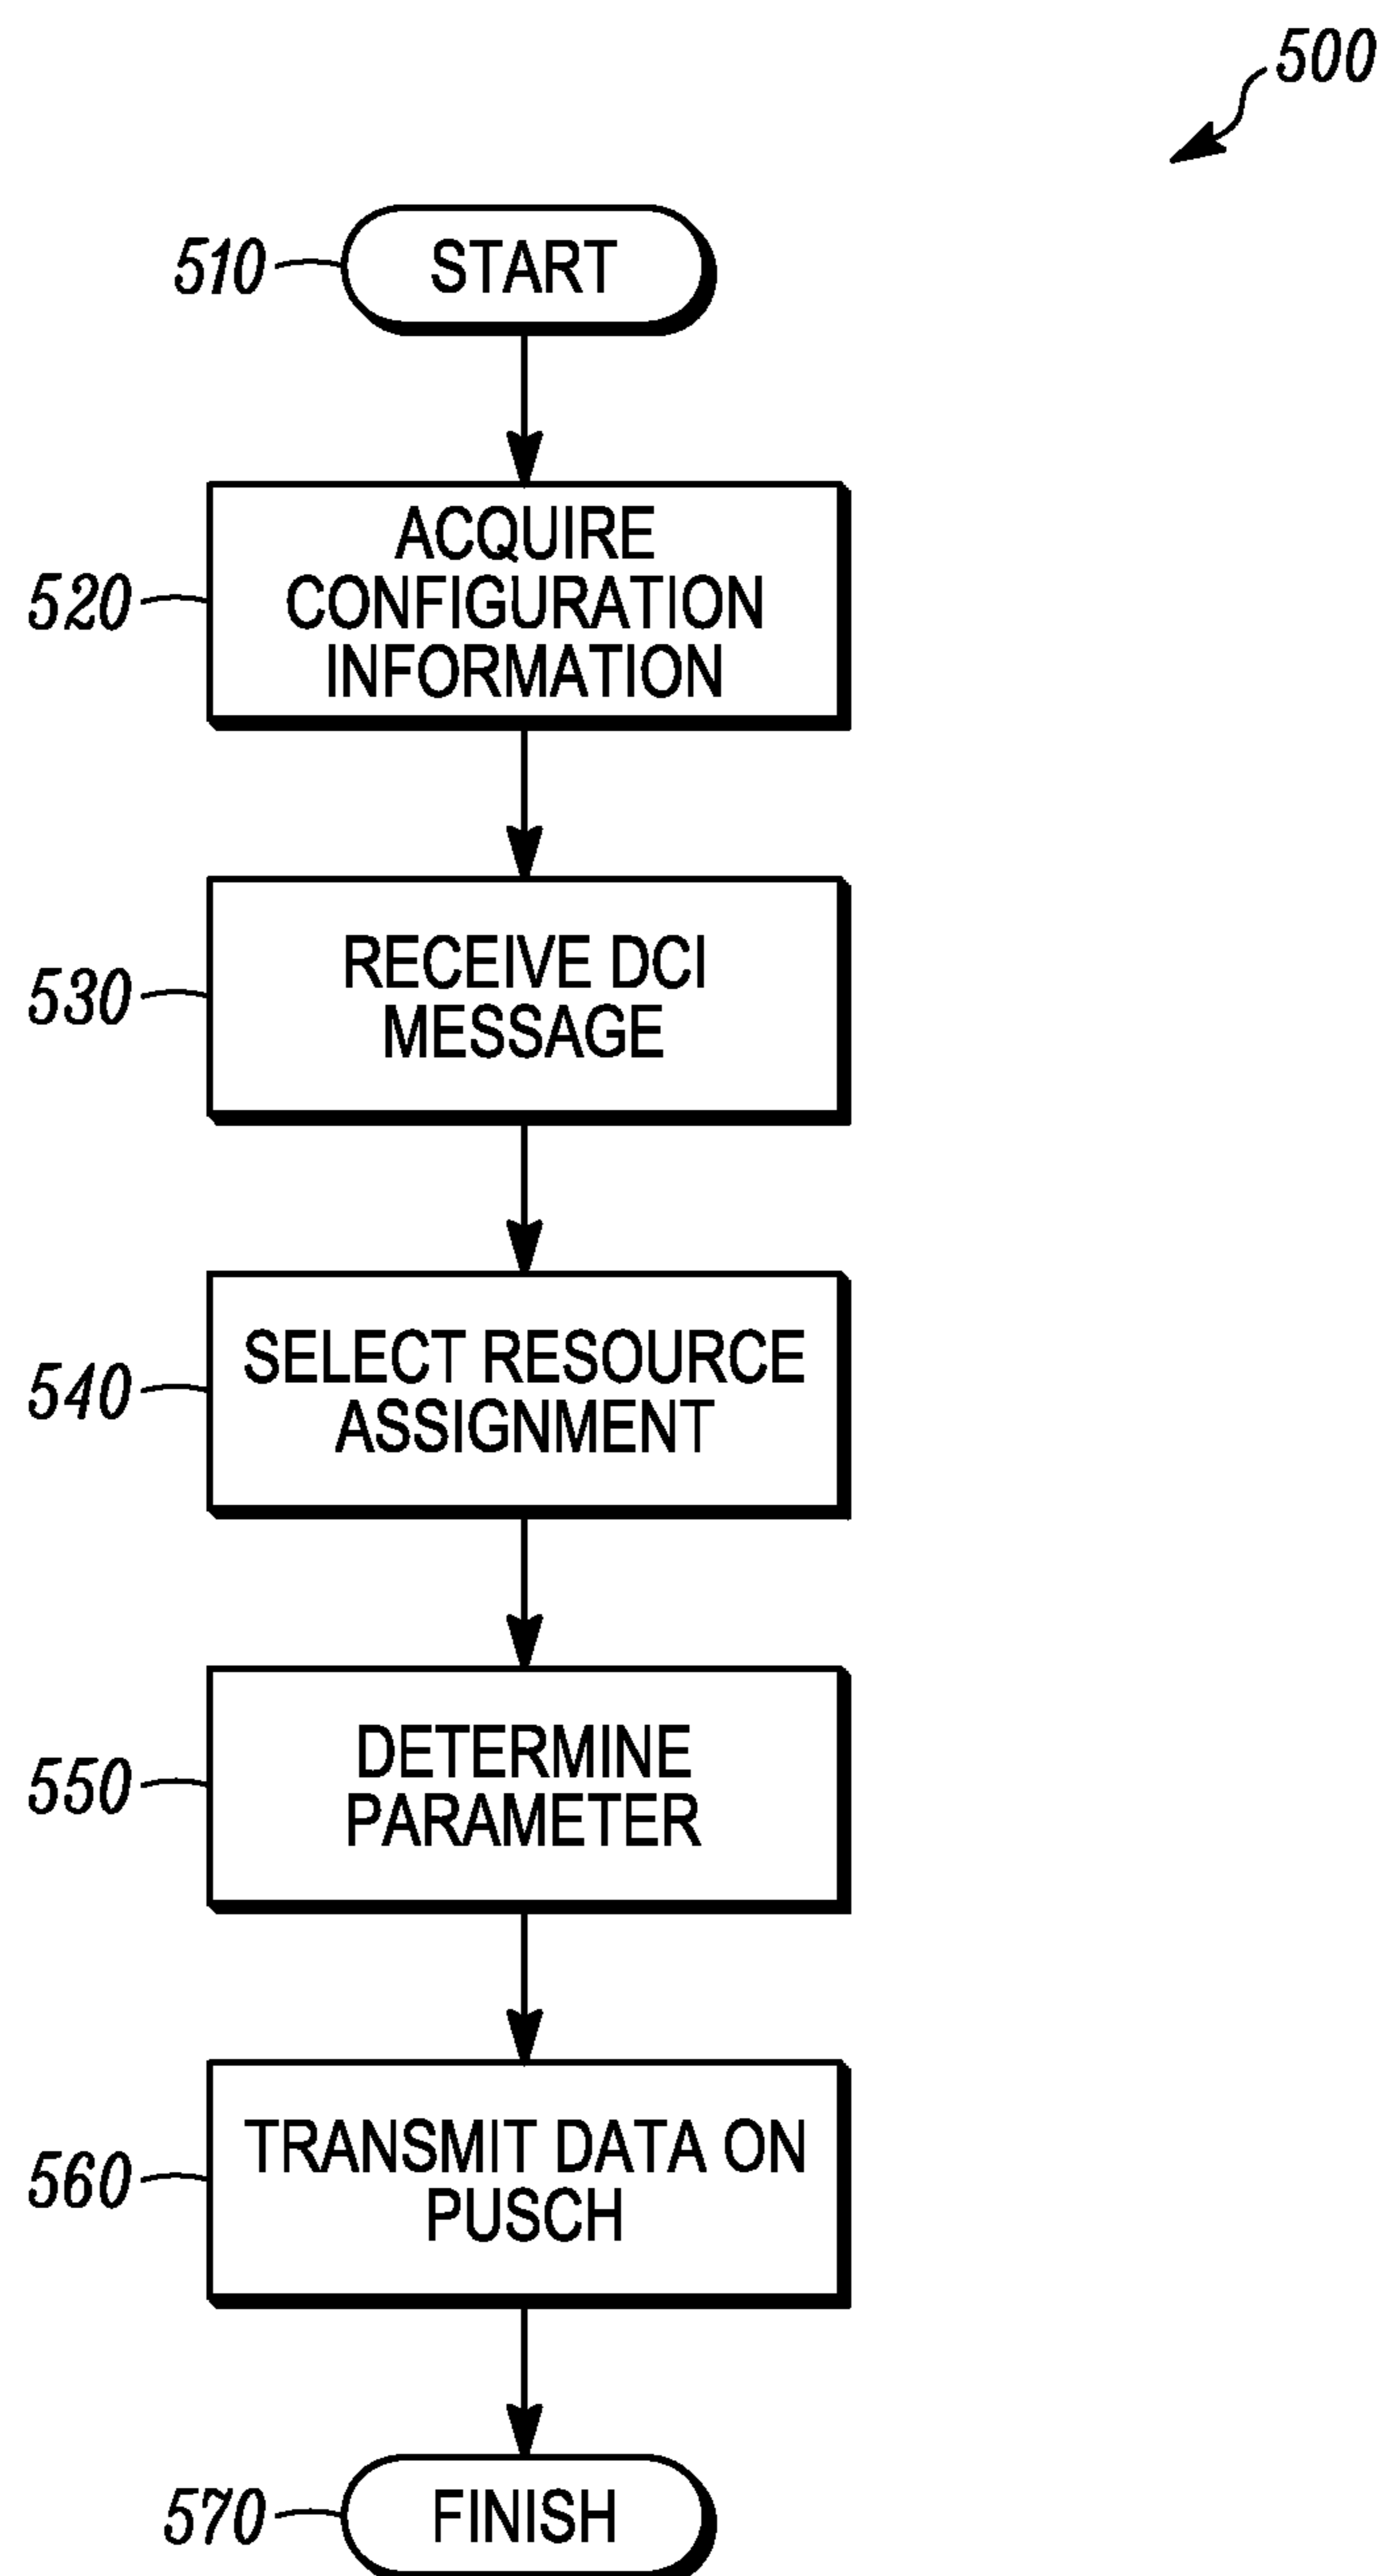 500
510
START
520
ACQUIRE
CONFIGURATION
INFORMATION
530
RECEIVE DCI
MESSAGE
540
SELECT RESOURCE
ASSIGNMENT
550
DETERMINE
PARAMETER
560
TRANSMIT DATA ON
PUSCH
570
FINISH